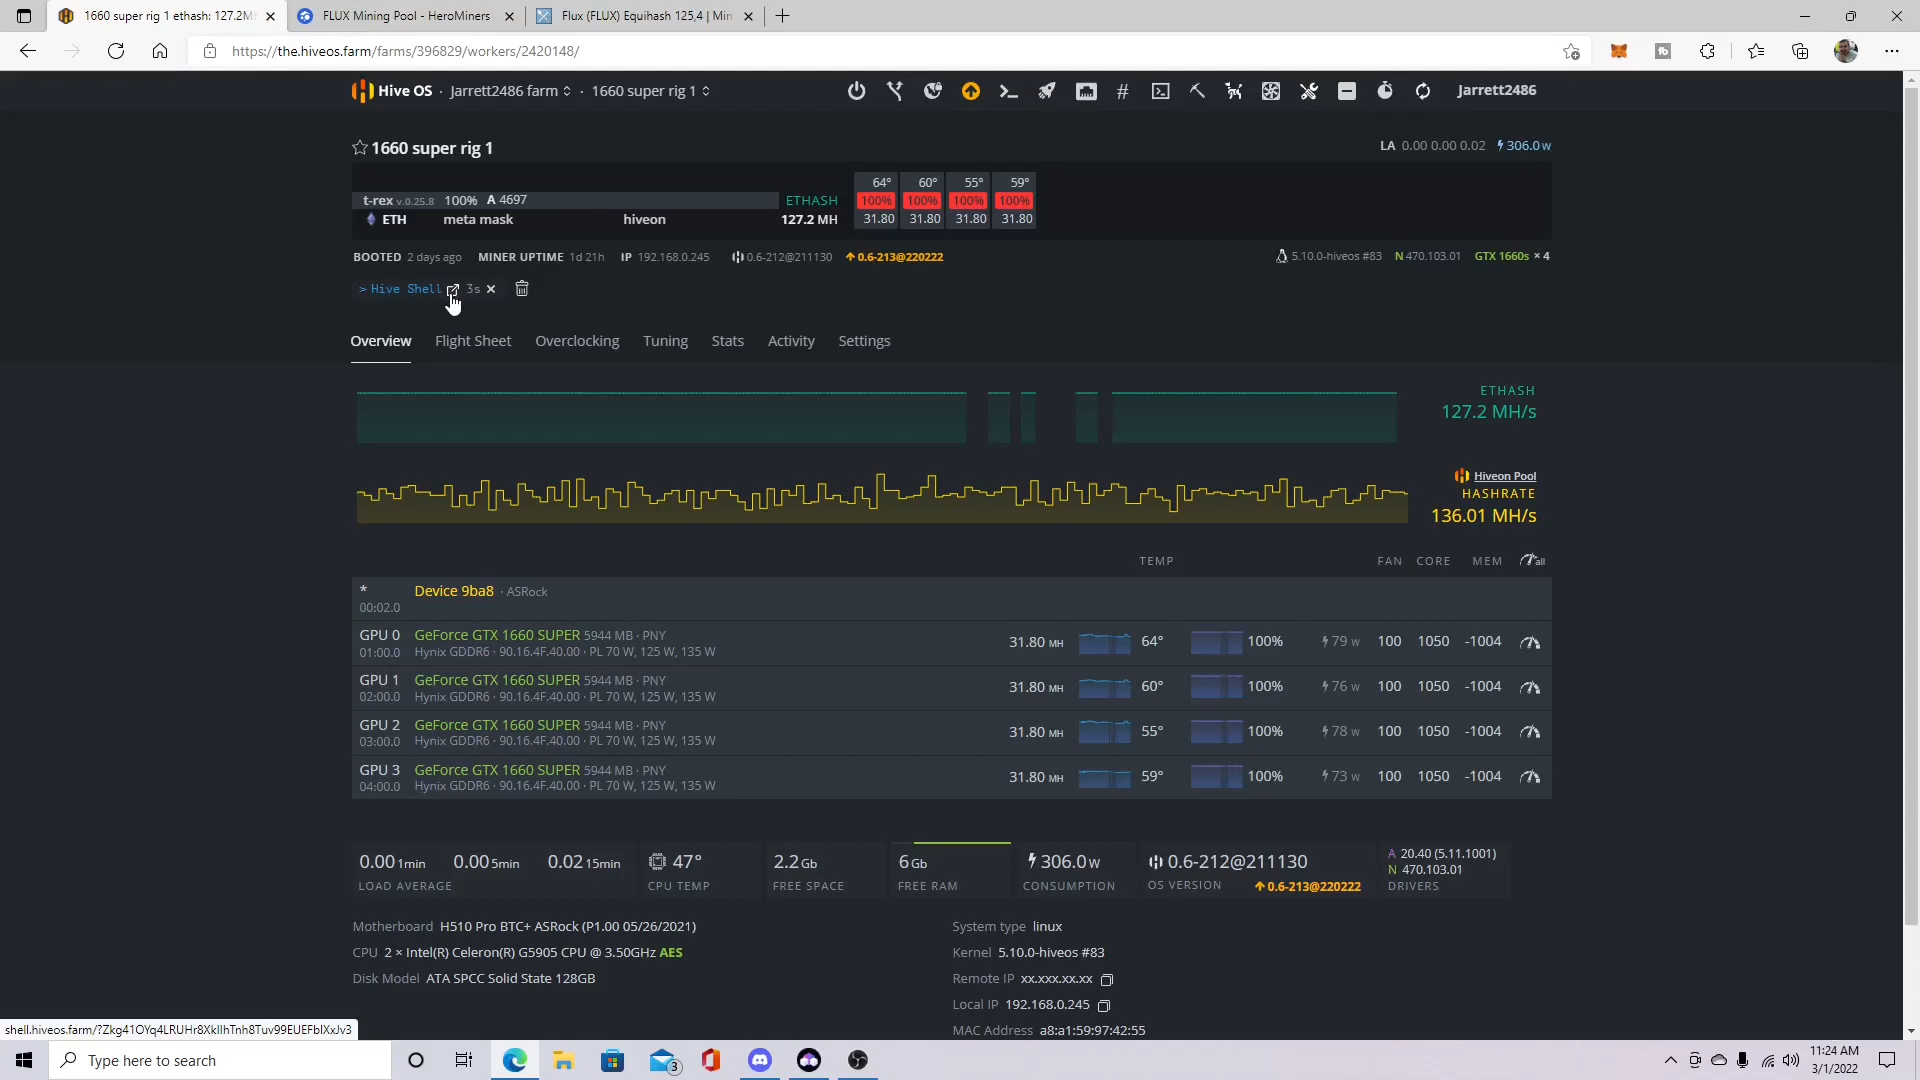 1660 super rig 1 ethash: 127.2M
FLUX Mining Pool - HeroMiners
Flux (FLUX) Equihash 125,4 | Min
https://the.hiveos.farm/farms/396829/workers/2420148/
Hive OS · Jarrett2486 farm · 1660 super rig 1
Jarrett2486
1660 super rig 1
LA 0.00 0.00 0.02 306.0 w
t-rex v.0.25.8 100% A 4697 ETHASH
ETH meta mask hiveon 127.2 MH
64° 60° 55° 59°
100% 100% 100% 100%
31.80 31.80 31.80 31.80
BOOTED 2 days ago MINER UPTIME 1d 21h IP 192.168.0.245 0.6-212@211130 0.6-213@220222
5.10.0-hiveos #83 N 470.103.01 GTX 1660s × 4
> Hive Shell 3s
Overview Flight Sheet Overclocking Tuning Stats Activity Settings
ETHASH
127.2 MH/s
Hiveon Pool
HASHRATE
136.01 MH/s
TEMP FAN CORE MEM all
* Device 9ba8 · ASRock
00:02.0
GPU 0 GeForce GTX 1660 SUPER 5944 MB · PNY 31.80 MH 64° 100% 79 w 100 1050 -1004
01:00.0 Hynix GDDR6 · 90.16.4F.40.00 · PL 70 W, 125 W, 135 W
GPU 1 GeForce GTX 1660 SUPER 5944 MB · PNY 31.80 MH 60° 100% 76 w 100 1050 -1004
02:00.0 Hynix GDDR6 · 90.16.4F.40.00 · PL 70 W, 125 W, 135 W
GPU 2 GeForce GTX 1660 SUPER 5944 MB · PNY 31.80 MH 55° 100% 78 w 100 1050 -1004
03:00.0 Hynix GDDR6 · 90.16.4F.40.00 · PL 70 W, 125 W, 135 W
GPU 3 GeForce GTX 1660 SUPER 5944 MB · PNY 31.80 MH 59° 100% 73 w 100 1050 -1004
04:00.0 Hynix GDDR6 · 90.16.4F.40.00 · PL 70 W, 125 W, 135 W
0.00 1min 0.00 5min 0.02 15min
LOAD AVERAGE
47°
CPU TEMP
2.2 Gb
FREE SPACE
6 Gb
FREE RAM
306.0 w
CONSUMPTION
0.6-212@211130
OS VERSION 0.6-213@220222
A 20.40 (5.11.1001)
N 470.103.01
DRIVERS
Motherboard H510 Pro BTC+ ASRock (P1.00 05/26/2021)
CPU 2 × Intel(R) Celeron(R) G5905 CPU @ 3.50GHz AES
Disk Model ATA SPCC Solid State 128GB
System type linux
Kernel 5.10.0-hiveos #83
Remote IP xx.xxx.xx.xx
Local IP 192.168.0.245
MAC Address a8:a1:59:97:42:55
Type here to search
3
11:24 AM
3/1/2022